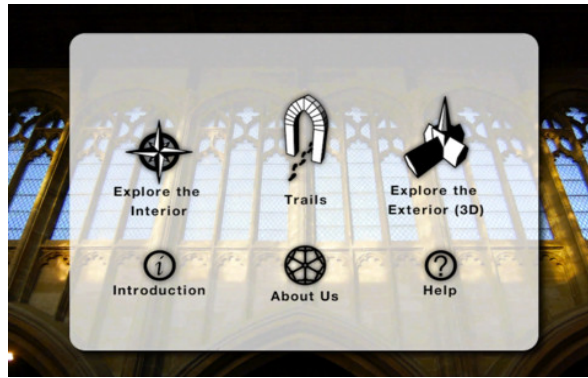 Explore the
Interior
Trails
Explore the
Exterior (3D)
i
Introduction
About Us
?
Help